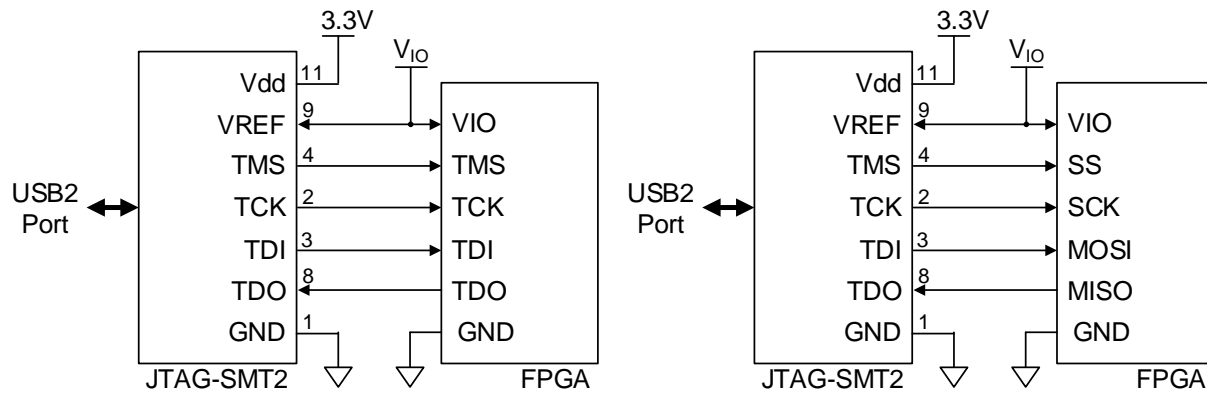 3.3V
VIO
Vdd 11
VREF 9 VIO
TMS 4 TMS
USB2
Port
TCK 2 TCK
TDI 3 TDI
TDO 8 TDO
GND 1 GND
JTAG-SMT2 FPGA
3.3V
VIO
Vdd 11
VREF 9 VIO
TMS 4 SS
USB2
Port
TCK 2 SCK
TDI 3 MOSI
TDO 8 MISO
GND 1 GND
JTAG-SMT2 FPGA